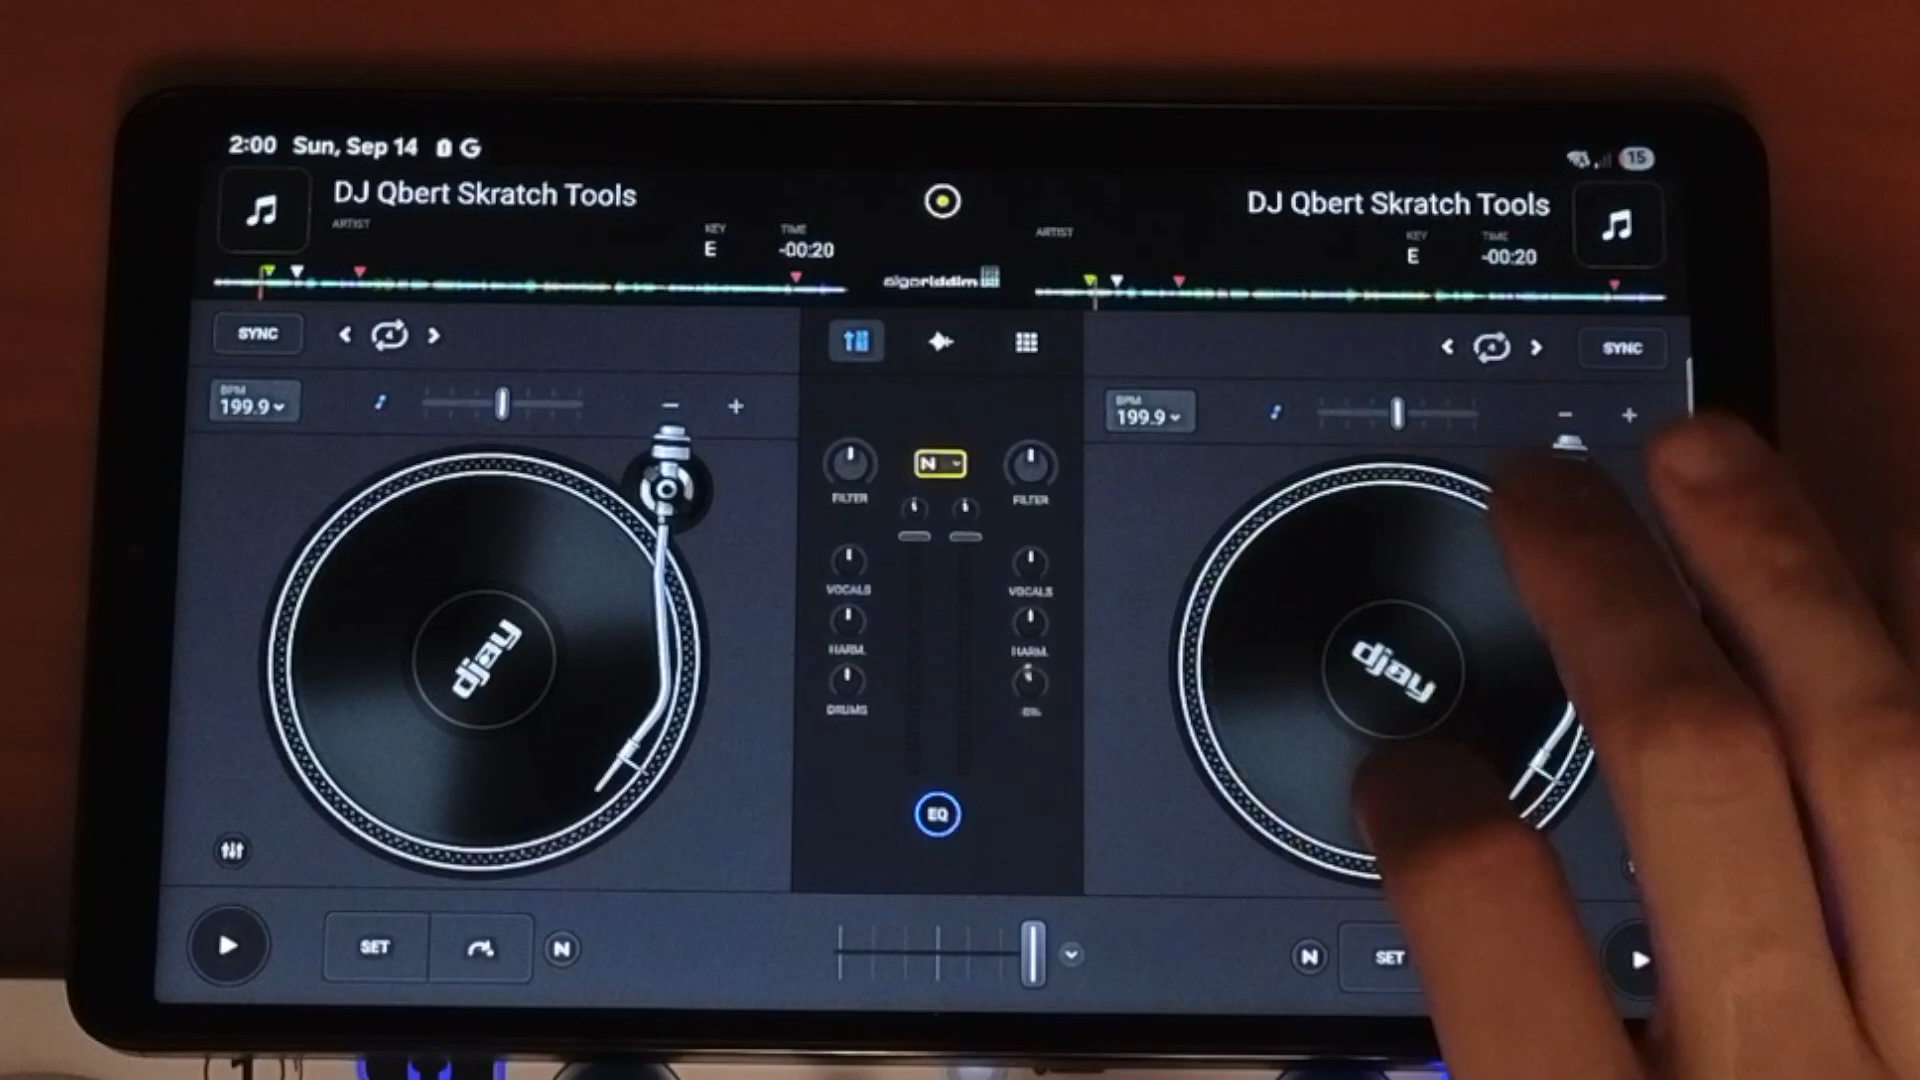 2:00 Sun, Sep 14 G
15
DJ Qbert Skratch Tools
ARTIST
KEY
E
TIME
-00:20
DJ Qbert Skratch Tools
ARTIST
KEY
E
TIME
-00:20
algoriddim
SYNC
4
4
SYNC
BPM
199.9
BPM
199.9
FILTER
N
FILTER
VOCALS
VOCALS
HARM.
HARM.
DRUMS
djay
djay
EQ
SET
N
N
SET